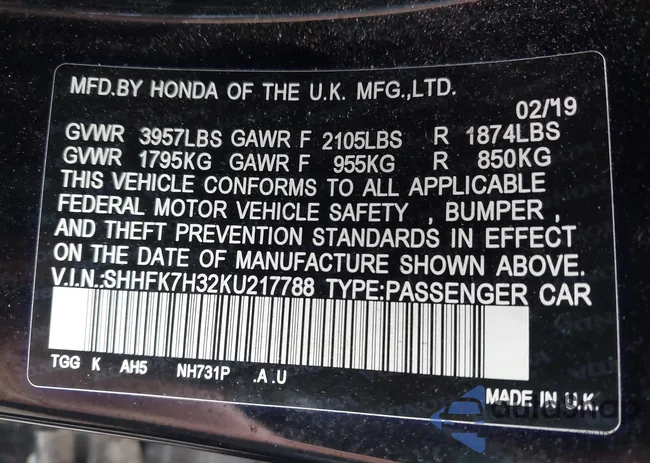 MFD.BY HONDA OF THE U.K. MFG.,LTD.
02/19
GVWR 3957LBS GAWR F 2105LBS R 1874LBS
GVWR 1795KG GAWR F 955KG R 850KG
THIS VEHICLE CONFORMS TO ALL APPLICABLE
FEDERAL MOTOR VEHICLE SAFETY , BUMPER ,
AND THEFT PREVENTION STANDARDS IN EFFECT
ON THE DATE OF MANUFACTURE SHOWN ABOVE.
V.I.N.:SHHFK7H32KU217788 TYPE:PASSENGER CAR
TGG K AH5 NH731P .A.U
MADE IN U.K.